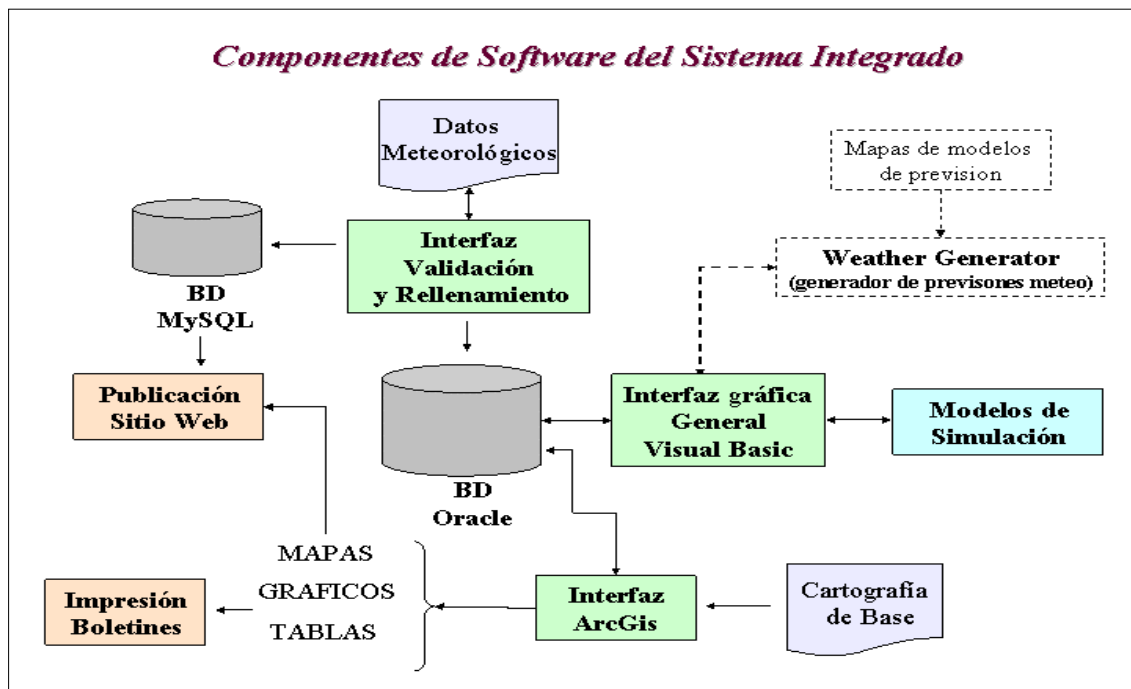 Componentes de Software del Sistema Integrado
Datos
Meteorológicos
Mapas de modelos
de prevision
Interfaz
Validación
y Rellenamiento
Weather Generator
(generador de previsones meteo)
BD
MySQL
Publicación
Sitio Web
Interfaz gráfica
General
Visual Basic
Modelos de
Simulación
BD
Oracle
MAPAS
GRAFICOS
TABLAS
Impresión
Boletines
Interfaz
ArcGis
Cartografía
de Base